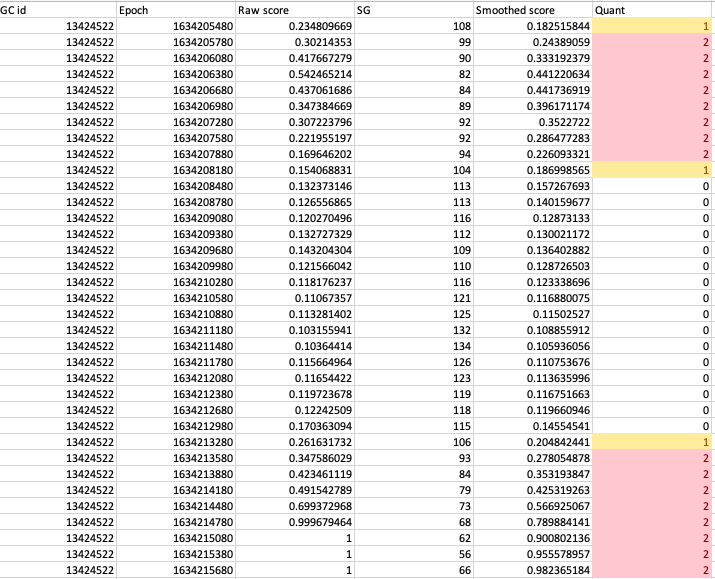 GC id Epoch Raw score SG Smoothed score Quant
13424522 1634205480 0.234809669 108 0.182515844 1
13424522 1634205780 0.30214353 99 0.24389059 2
13424522 1634206080 0.417667279 90 0.333192379 2
13424522 1634206380 0.542465214 82 0.441220634 2
13424522 1634206680 0.437061686 84 0.441736919 2
13424522 1634206980 0.347384669 89 0.396171174 2
13424522 1634207280 0.307223796 92 0.3522722 2
13424522 1634207580 0.221955197 92 0.286477283 2
13424522 1634207880 0.169646202 94 0.226093321 2
13424522 1634208180 0.154068831 104 0.186998565 1
13424522 1634208480 0.132373146 113 0.157267693 0
13424522 1634208780 0.126556865 113 0.140159677 0
13424522 1634209080 0.120270496 116 0.12873133 0
13424522 1634209380 0.132727329 112 0.130021172 0
13424522 1634209680 0.143204304 109 0.136402882 0
13424522 1634209980 0.121566042 110 0.128726503 0
13424522 1634210280 0.118176237 116 0.123338696 0
13424522 1634210580 0.11067357 121 0.116880075 0
13424522 1634210880 0.113281402 125 0.11502527 0
13424522 1634211180 0.103155941 132 0.108855912 0
13424522 1634211480 0.10364414 134 0.105936056 0
13424522 1634211780 0.115664964 126 0.110753676 0
13424522 1634212080 0.11654422 123 0.113635996 0
13424522 1634212380 0.119723678 119 0.116751663 0
13424522 1634212680 0.12242509 118 0.119660946 0
13424522 1634212980 0.170363094 115 0.14554541 0
13424522 1634213280 0.261631732 106 0.204842441 1
13424522 1634213580 0.347586029 93 0.278054878 2
13424522 1634213880 0.423461119 84 0.353193847 2
13424522 1634214180 0.491542789 79 0.425319263 2
13424522 1634214480 0.699372968 73 0.566925067 2
13424522 1634214780 0.999679464 68 0.789884141 2
13424522 1634215080 1 62 0.900802136 2
13424522 1634215380 1 56 0.955578957 2
13424522 1634215680 1 66 0.982365184 2